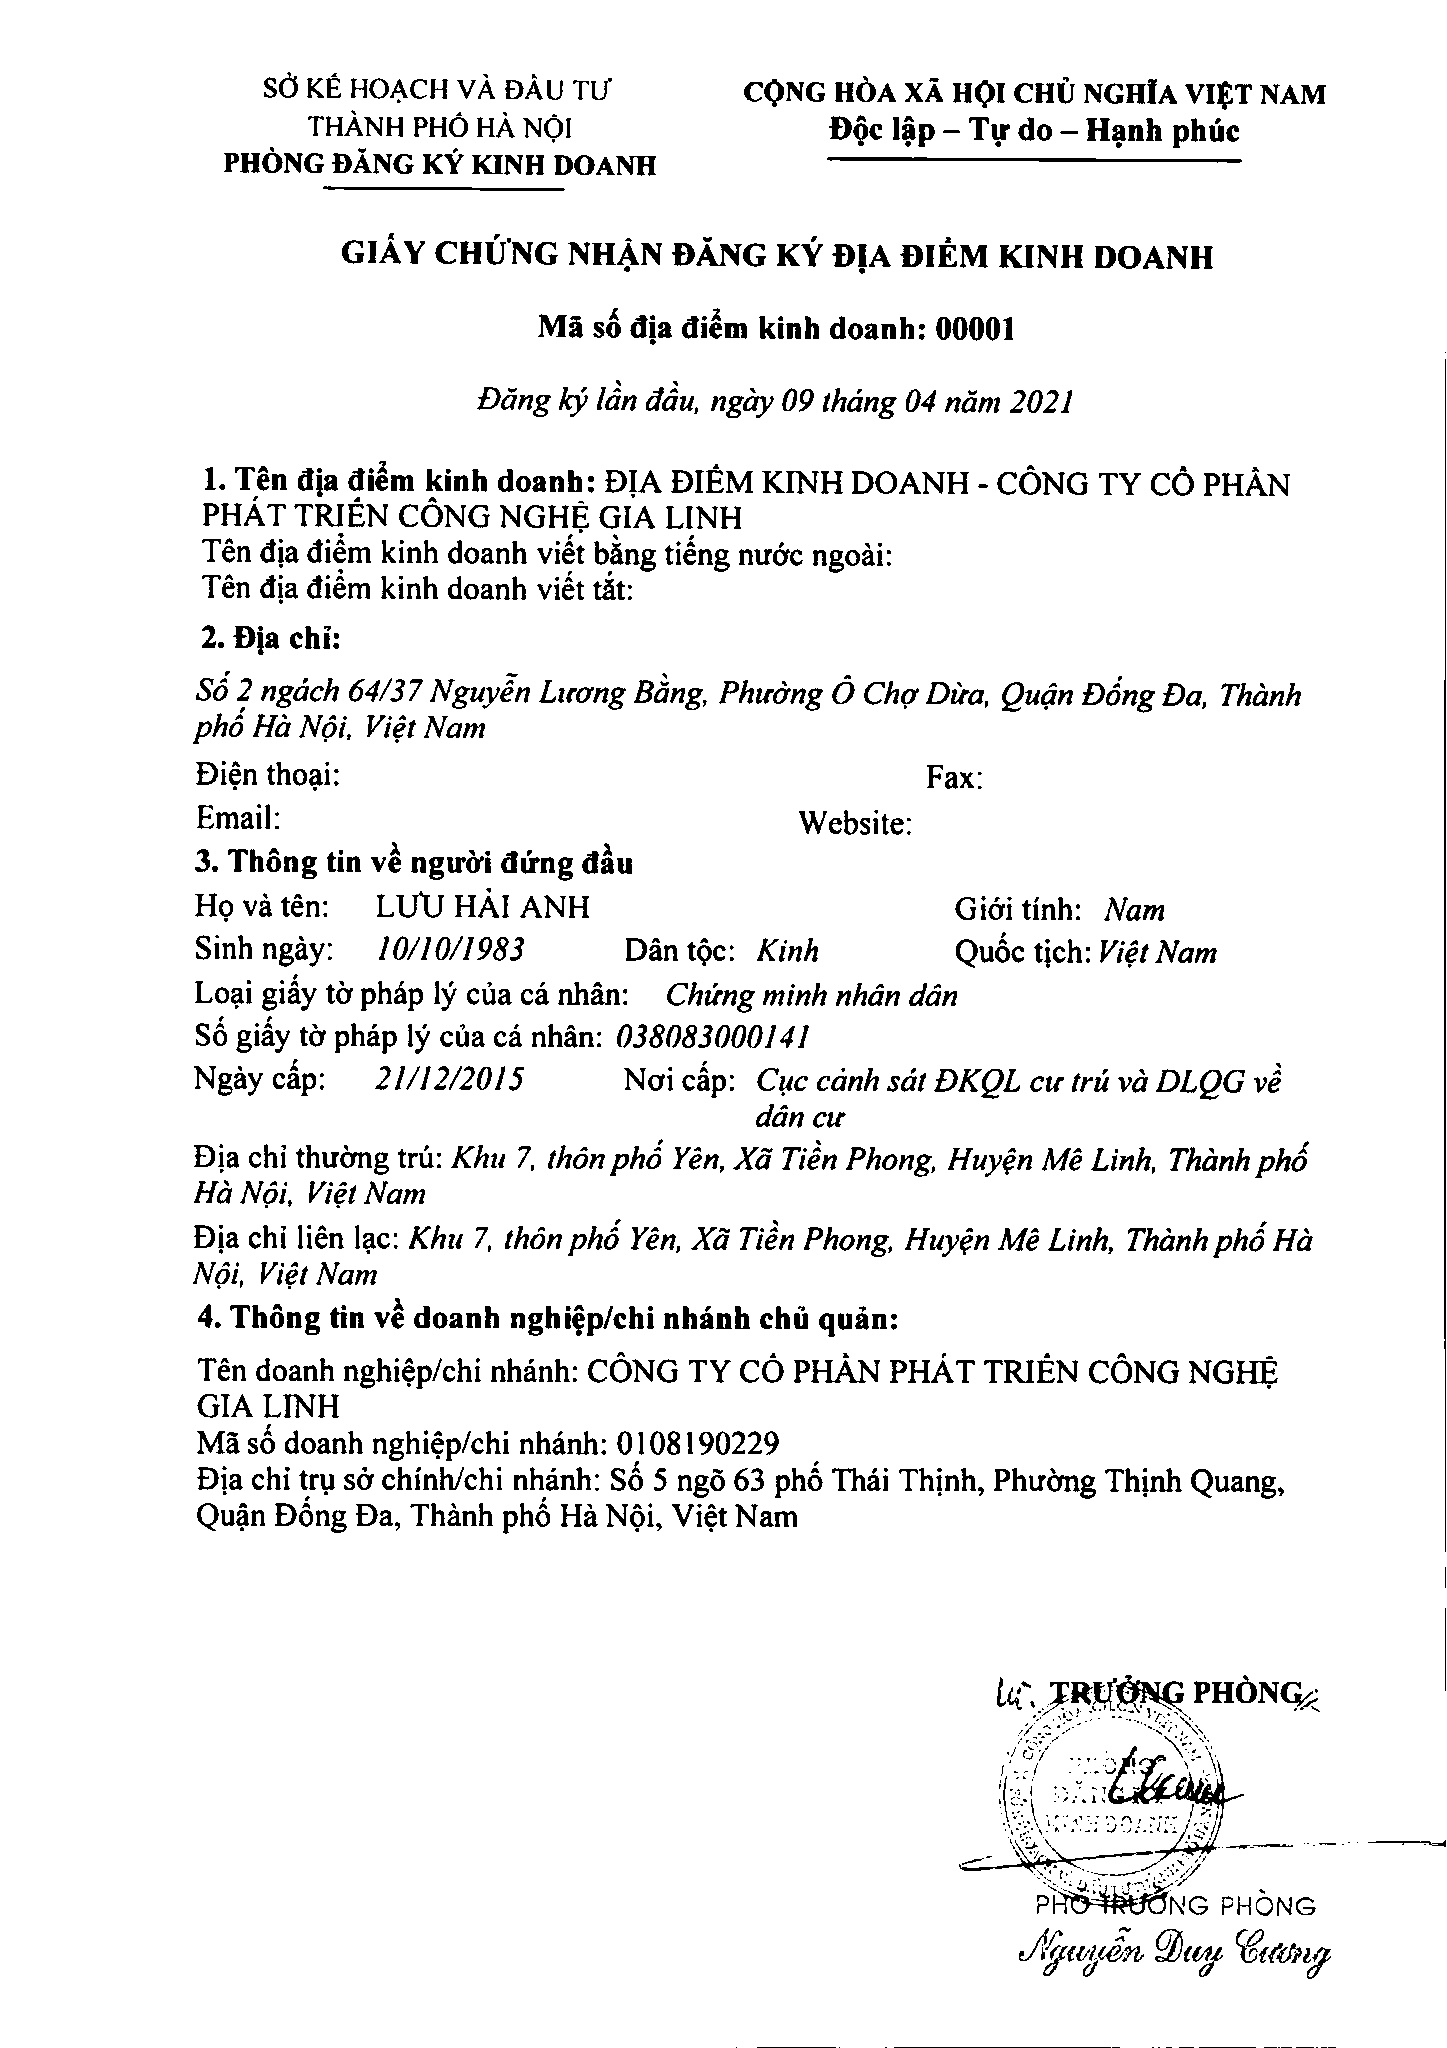 SỞ KẾ HOẠCH VÀ ĐẦU TƯ
THÀNH PHỐ HÀ NỘI
PHÒNG ĐĂNG KÝ KINH DOANH
CỘNG HÒA XÃ HỘI CHỦ NGHĨA VIỆT NAM
Độc lập – Tự do – Hạnh phúc
GIẤY CHỨNG NHẬN ĐĂNG KÝ ĐỊA ĐIỂM KINH DOANH
Mã số địa điểm kinh doanh: 00001
Đăng ký lần đầu, ngày 09 tháng 04 năm 2021
1. Tên địa điểm kinh doanh: ĐỊA ĐIỂM KINH DOANH - CÔNG TY CỔ PHẦN
PHÁT TRIỂN CÔNG NGHỆ GIA LINH
Tên địa điểm kinh doanh viết bằng tiếng nước ngoài:
Tên địa điểm kinh doanh viết tắt:
2. Địa chỉ:
Số 2 ngách 64/37 Nguyễn Lương Bằng, Phường Ô Chợ Dừa, Quận Đống Đa, Thành
phố Hà Nội, Việt Nam
Điện thoại: Fax:
Email: Website:
3. Thông tin về người đứng đầu
Họ và tên: LƯU HẢI ANH Giới tính: Nam
Sinh ngày: 10/10/1983 Dân tộc: Kinh Quốc tịch: Việt Nam
Loại giấy tờ pháp lý của cá nhân: Chứng minh nhân dân
Số giấy tờ pháp lý của cá nhân: 038083000141
Ngày cấp: 21/12/2015 Nơi cấp: Cục cảnh sát ĐKQL cư trú và DLQG về
dân cư
Địa chỉ thường trú: Khu 7, thôn phố Yên, Xã Tiền Phong, Huyện Mê Linh, Thành phố
Hà Nội, Việt Nam
Địa chỉ liên lạc: Khu 7, thôn phố Yên, Xã Tiền Phong, Huyện Mê Linh, Thành phố Hà
Nội, Việt Nam
4. Thông tin về doanh nghiệp/chi nhánh chủ quản:
Tên doanh nghiệp/chi nhánh: CÔNG TY CỔ PHẦN PHÁT TRIỂN CÔNG NGHỆ
GIA LINH
Mã số doanh nghiệp/chi nhánh: 0108190229
Địa chỉ trụ sở chính/chi nhánh: Số 5 ngõ 63 phố Thái Thịnh, Phường Thịnh Quang,
Quận Đống Đa, Thành phố Hà Nội, Việt Nam
TRƯỞNG PHÒNG
PHÒNG
ĐĂNG KÝ
KINH DOANH
PHÓ TRƯỞNG PHÒNG
Nguyễn Duy Cương